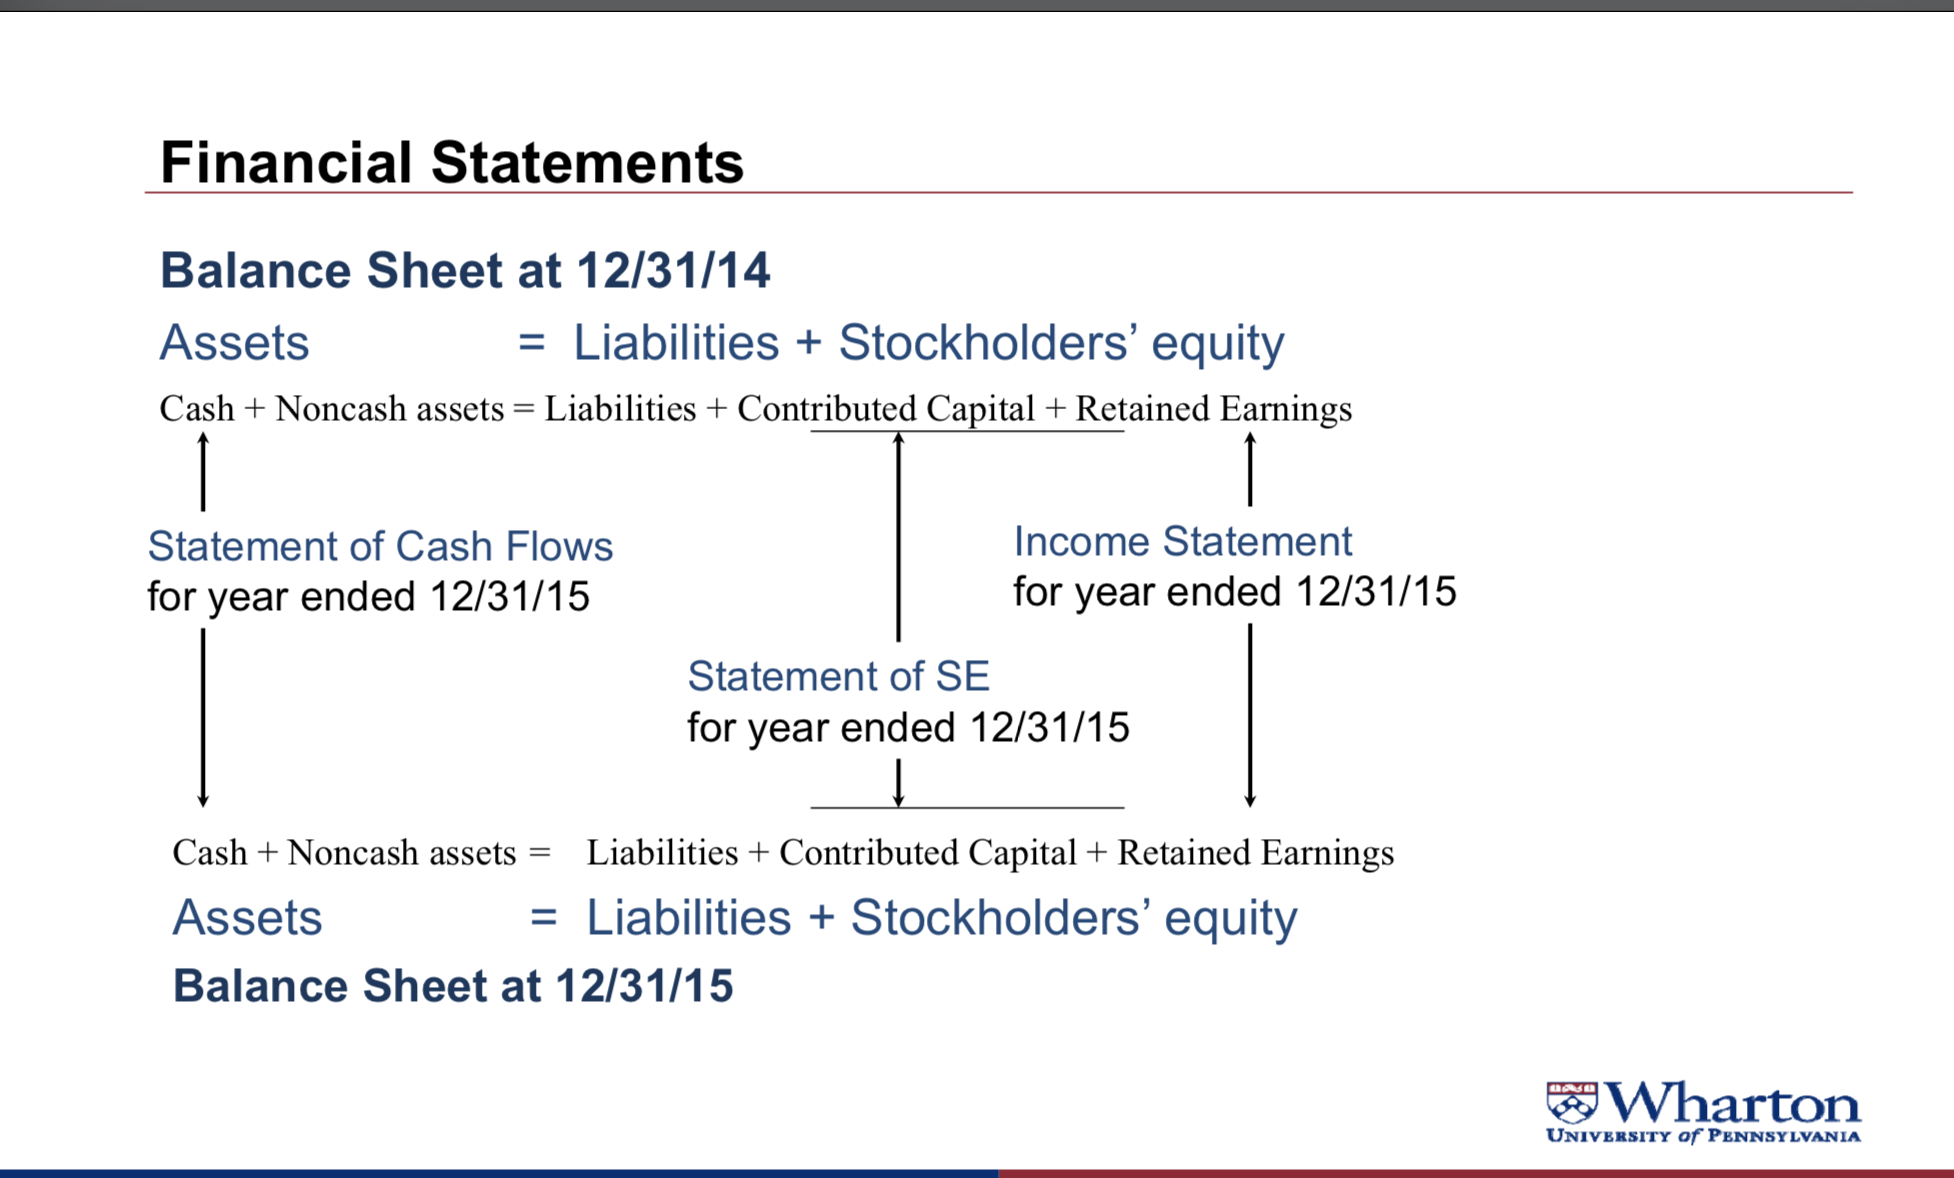 Financial Statements
Balance Sheet at 12/31/14
Assets = Liabilities + Stockholders’ equity
Cash + Noncash assets = Liabilities + Contributed Capital + Retained Earnings
Statement of Cash Flows
for year ended 12/31/15
Income Statement
for year ended 12/31/15
Statement of SE
for year ended 12/31/15
Cash + Noncash assets = Liabilities + Contributed Capital + Retained Earnings
Assets = Liabilities + Stockholders’ equity
Balance Sheet at 12/31/15
Wharton
UNIVERSITY of PENNSYLVANIA